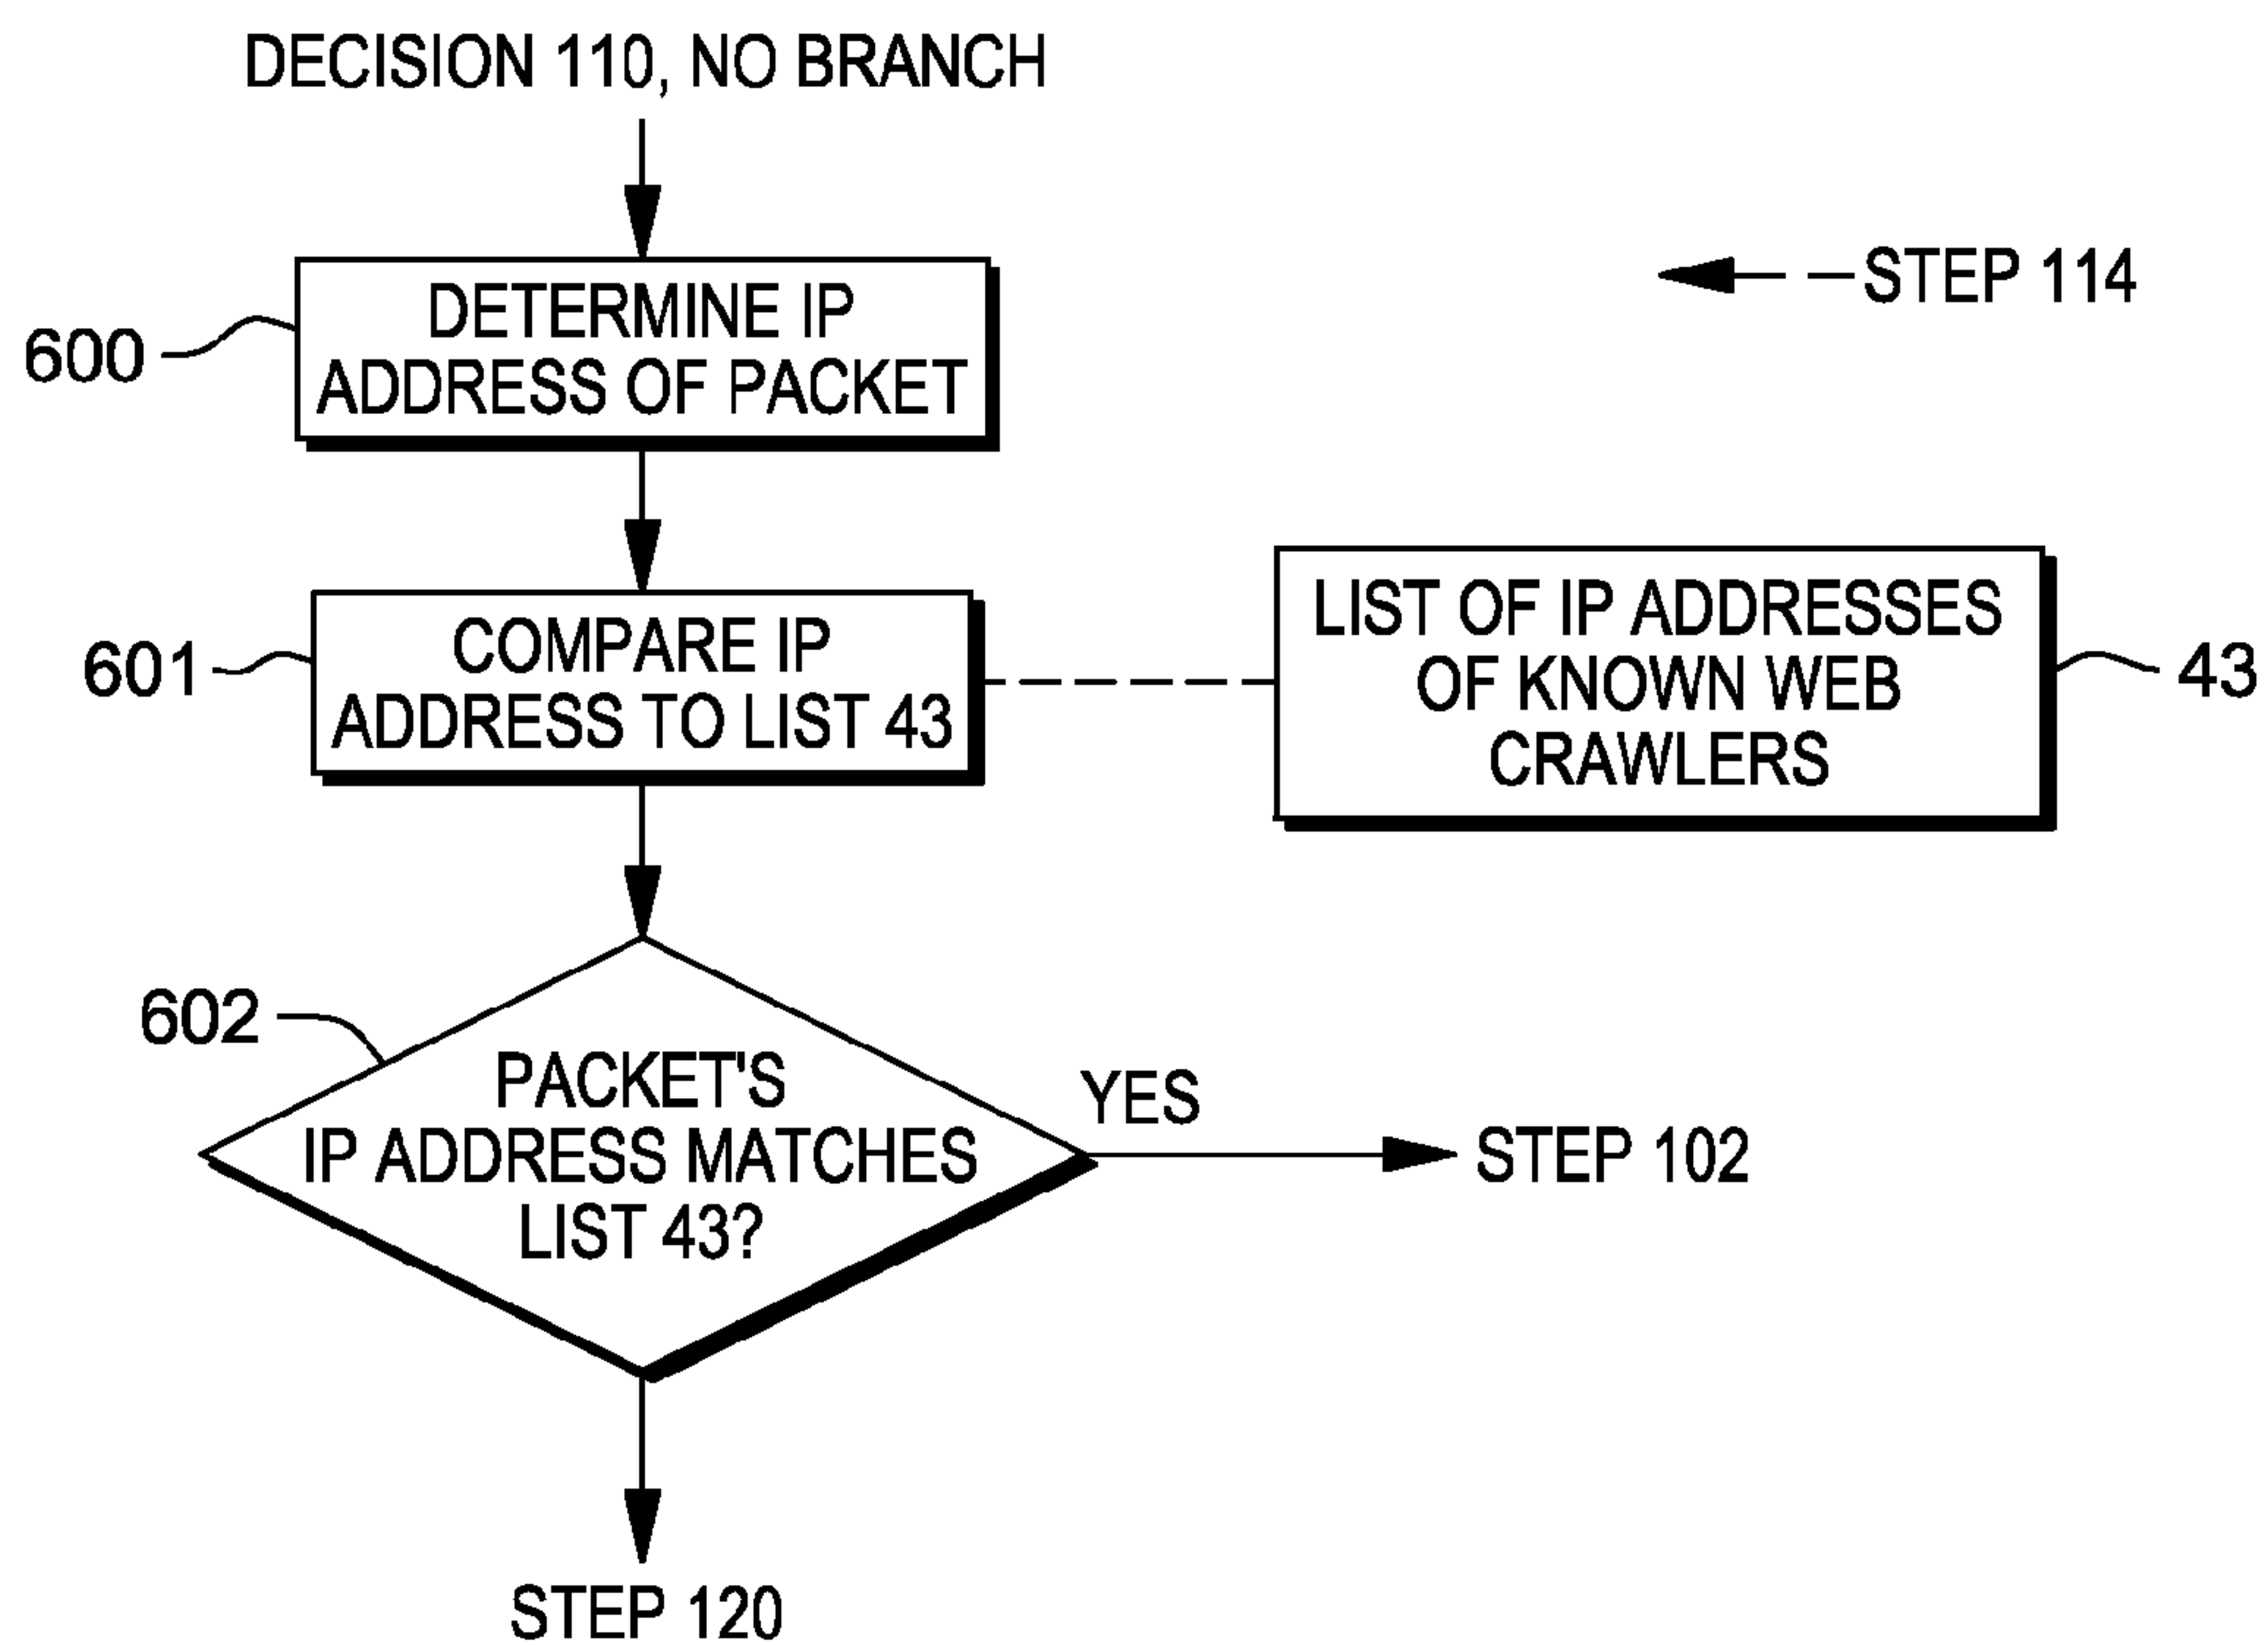 DECISION 110, NO BRANCH
STEP 114
600
DETERMINE IP
ADDRESS OF PACKET
601
COMPARE IP
ADDRESS TO LIST 43
LIST OF IP ADDRESSES
OF KNOWN WEB
CRAWLERS
43
602
PACKET'S
IP ADDRESS MATCHES
LIST 43?
YES
STEP 102
STEP 120